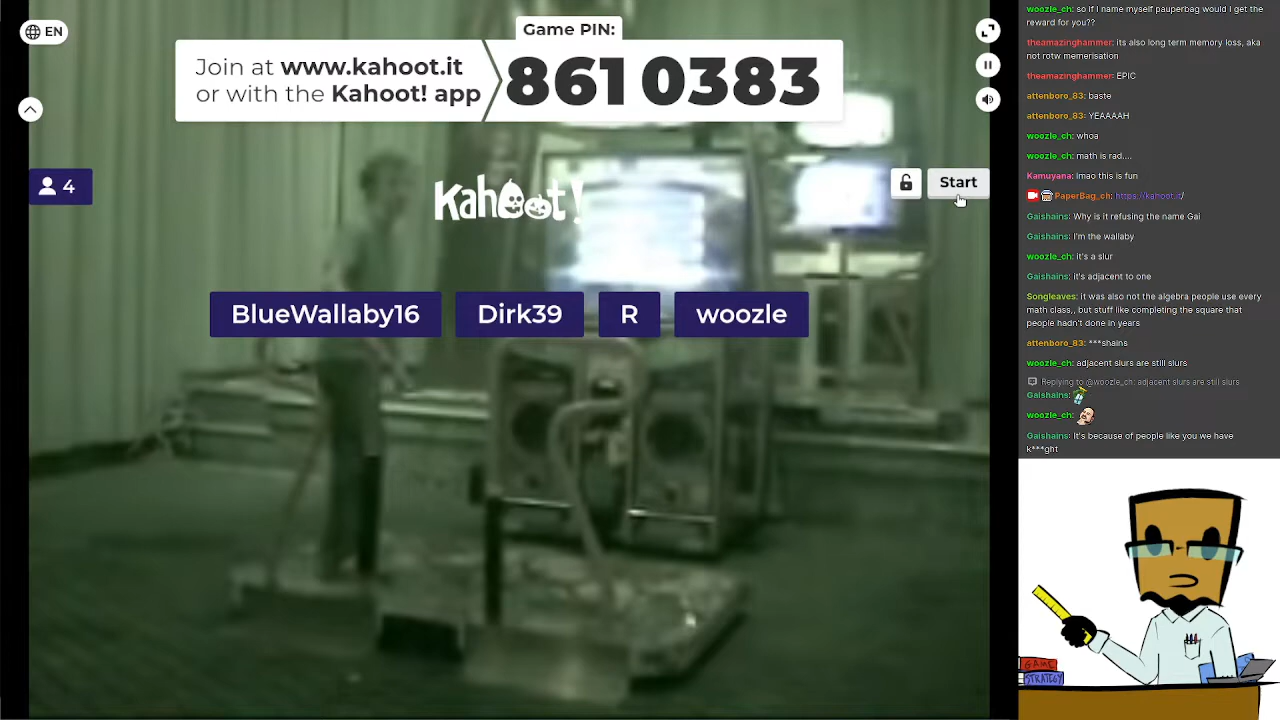 EN
Game PIN:
Join at www.kahoot.it
or with the Kahoot! app
861 0383
4
Kahoot!
Start
BlueWallaby16
Dirk39
R
woozle
woozle_ch: so if I name myself pauperbag would I get the
reward for you??
theamazinghammer: its also long term memory loss, aka
not rotw memerisation
theamazinghammer: EPIC
attenboro_83: baste
attenboro_83: YEAAAAH
woozle_ch: whoa
woozle_ch: math is rad....
Kamuyana: lmao this is fun
PaperBag_ch: https://kahoot.it/
Gaishains: Why is it refusing the name Gai
Gaishains: I'm the wallaby
woozle_ch: it's a slur
Gaishains: it's adjacent to one
Songleaves: it was also not the algebra people use every
math class,, but stuff like completing the square that
people hadn't done in years
attenboro_83: ***shains
woozle_ch: adjacent slurs are still slurs
Replying to @woozle_ch: adjacent slurs are still slurs
Gaishains:
woozle_ch:
Gaishains: It's because of people like you we have
k***ght
GAME
STRATEGY